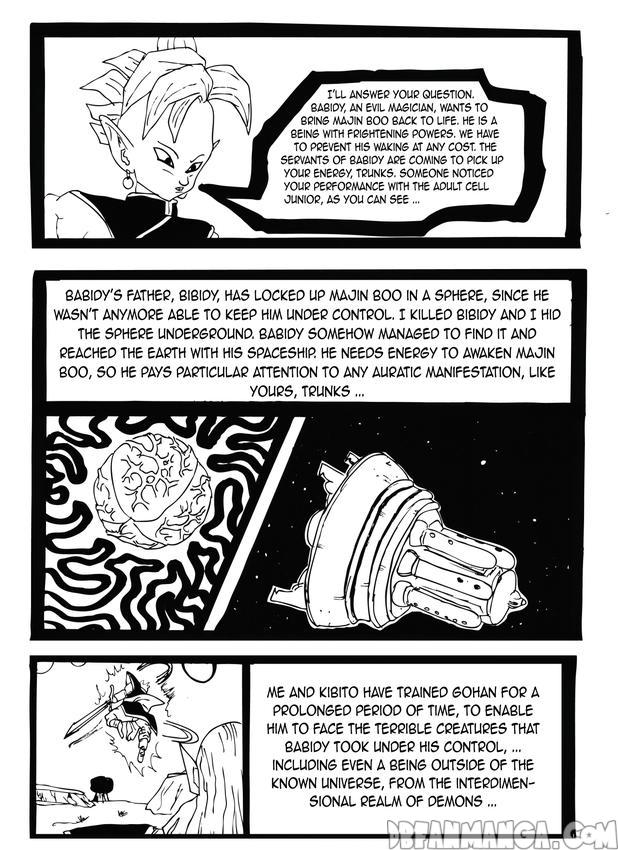 I'LL ANSWER YOUR QUESTION.
BABIDY, AN EVIL MAGICIAN, WANTS TO
BRING MAJIN BOO BACK TO LIFE. HE IS A
BEING WITH FRIGHTENING POWERS. WE HAVE
TO PREVENT HIS WAKING AT ANY COST. THE
SERVANTS OF BABIDY ARE COMING TO PICK UP
YOUR ENERGY, TRUNKS. SOMEONE NOTICED
YOUR PERFORMANCE WITH THE ADULT CELL
JUNIOR, AS YOU CAN SEE ...
BABIDY'S FATHER, BIBIDY, HAS LOCKED UP MAJIN BOO IN A SPHERE, SINCE HE
WASN'T ANYMORE ABLE TO KEEP HIM UNDER CONTROL. I KILLED BIBIDY AND I HID
THE SPHERE UNDERGROUND. BABIDY SOMEHOW MANAGED TO FIND IT AND
REACHED THE EARTH WITH HIS SPACESHIP. HE NEEDS ENERGY TO AWAKEN MAJIN
BOO, SO HE PAYS PARTICULAR ATTENTION TO ANY AURATIC MANIFESTATION, LIKE
YOURS, TRUNKS ...
ME AND KIBITO HAVE TRAINED GOHAN FOR A
PROLONGED PERIOD OF TIME, TO ENABLE
HIM TO FACE THE TERRIBLE CREATURES THAT
BABIDY TOOK UNDER HIS CONTROL, ...
INCLUDING EVEN A BEING OUTSIDE OF THE
KNOWN UNIVERSE, FROM THE INTERDIMEN-
SIONAL REALM OF DEMONS ...
DBFANMANGA.COM